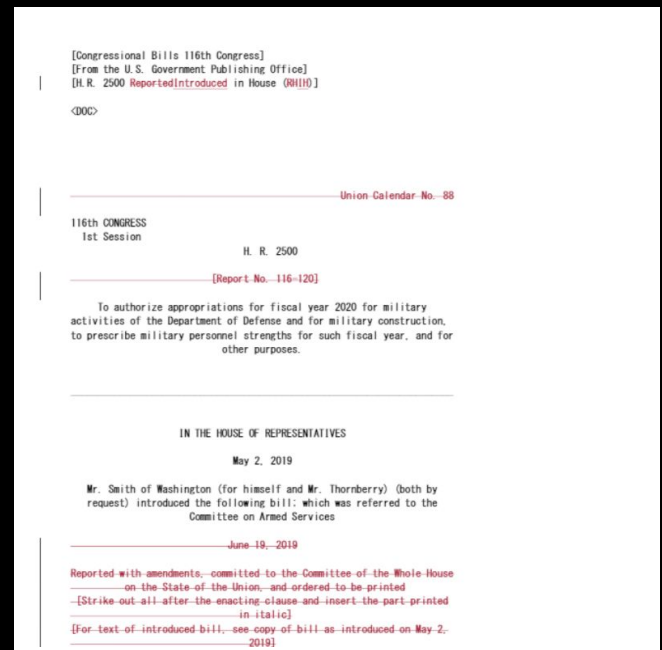 [Congressional Bills 116th Congress]
[From the U.S. Government Publishing Office]
[H.R. 2500 ReportedIntroduced in House (RHIH)]
<DOC>
Union Calendar No. 88
116th CONGRESS
1st Session
H. R. 2500
[Report No. 116-120]
To authorize appropriations for fiscal year 2020 for military
activities of the Department of Defense and for military construction,
to prescribe military personnel strengths for such fiscal year, and for
other purposes.
IN THE HOUSE OF REPRESENTATIVES
May 2, 2019
Mr. Smith of Washington (for himself and Mr. Thornberry) (both by
request) introduced the following bill; which was referred to the
Committee on Armed Services
June 19, 2019
Reported with amendments, committed to the Committee of the Whole House
on the State of the Union, and ordered to be printed
[Strike out all after the enacting clause and insert the part printed
in italic]
[For text of introduced bill, see copy of bill as introduced on May 2,
2019]